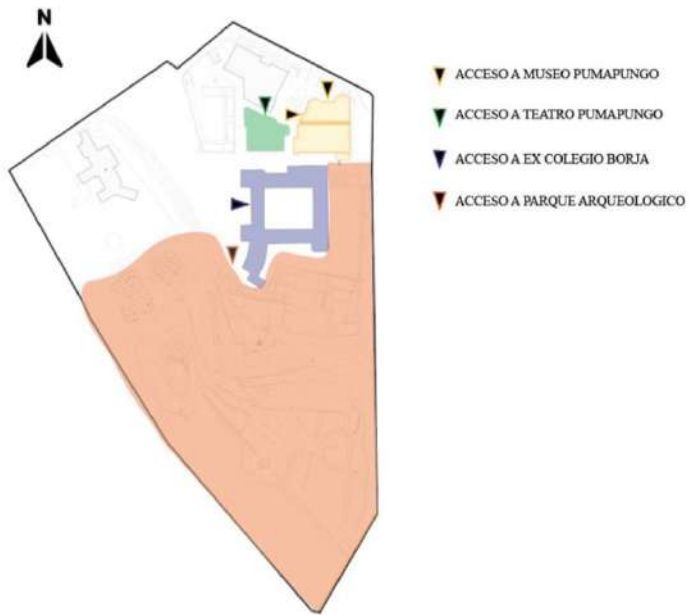 N
ACCESO A MUSEO PUMAPUNGO
ACCESO A TEATRO PUMAPUNGO
ACCESO A EX COLEGIO BORJA
ACCESO A PARQUE ARQUEOLOGICO